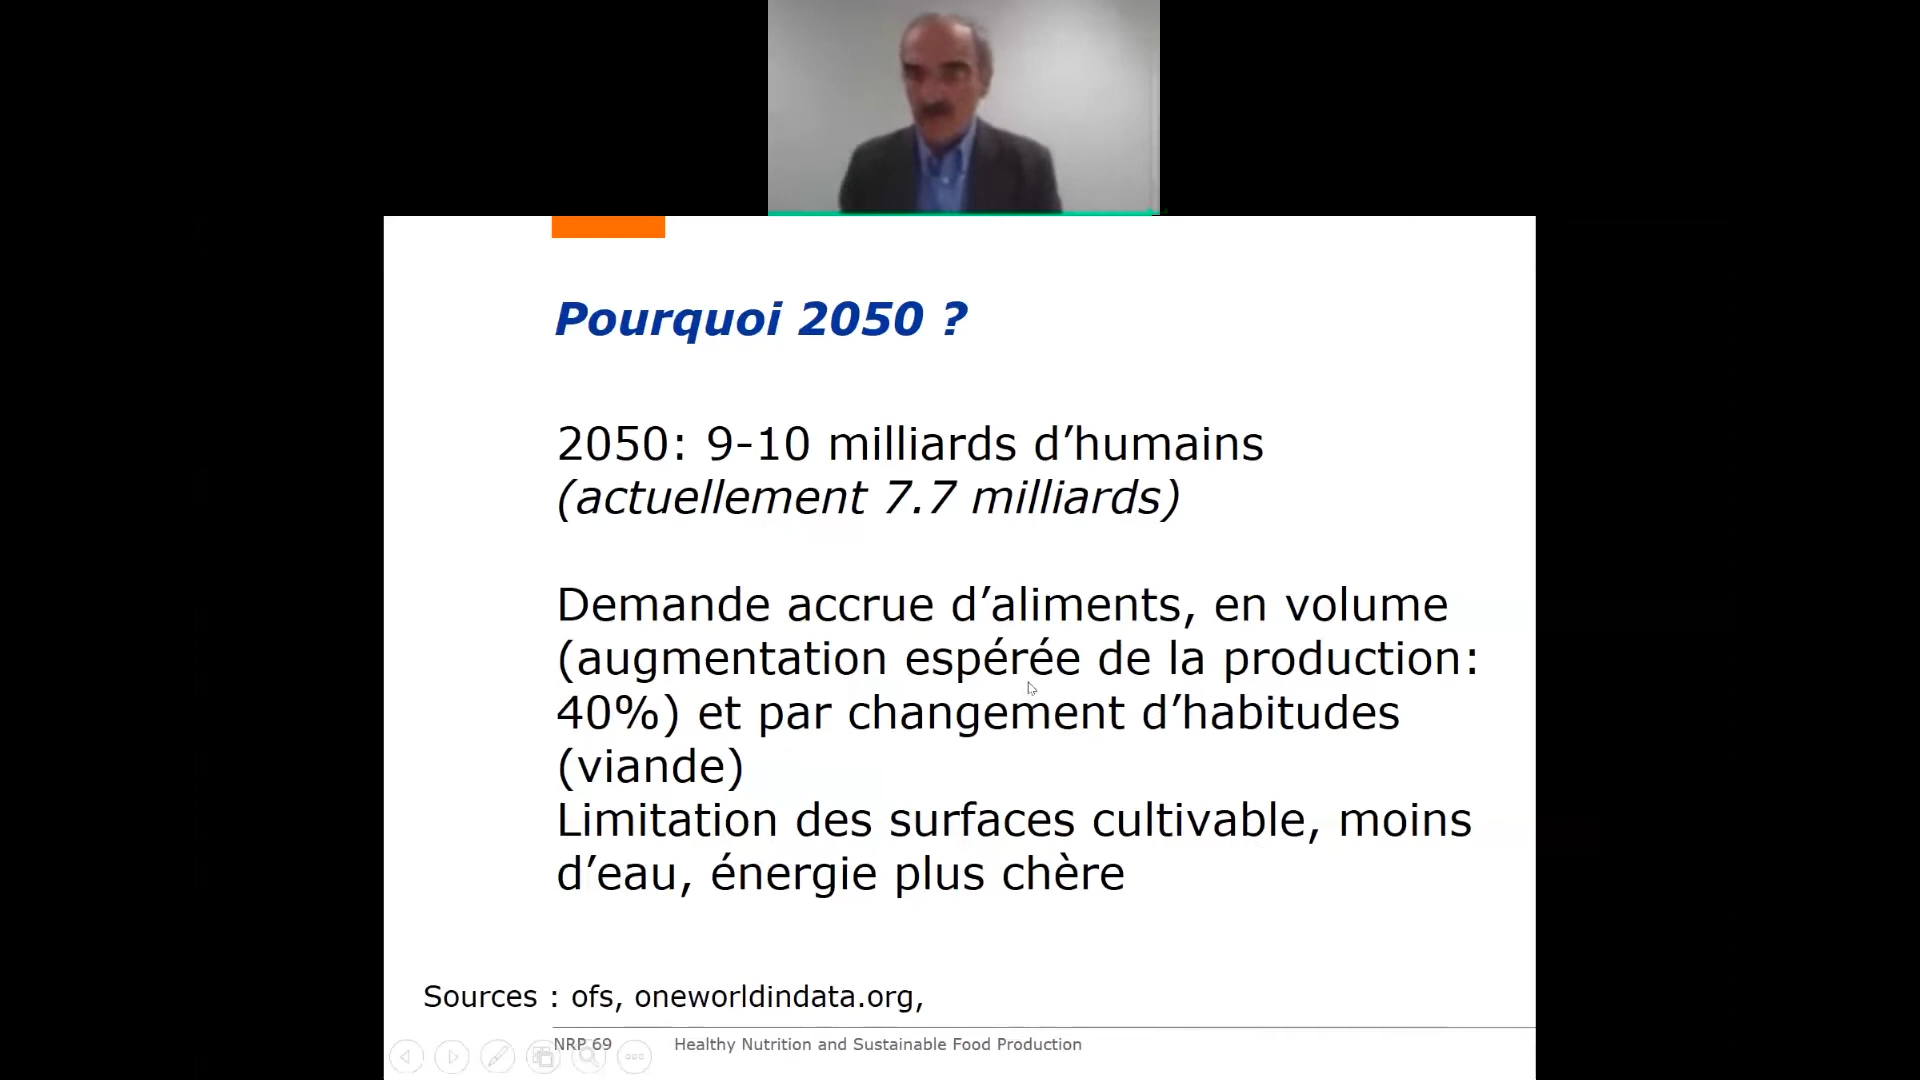 Pourquoi 2050 ?
2050: 9-10 milliards d’humains
(actuellement 7.7 milliards)
Demande accrue d’aliments, en volume
(augmentation espérée de la production:
40%) et par changement d’habitudes
(viande)
Limitation des surfaces cultivable, moins
d’eau, énergie plus chère
Sources : ofs, oneworldindata.org,
NRP 69 Healthy Nutrition and Sustainable Food Production